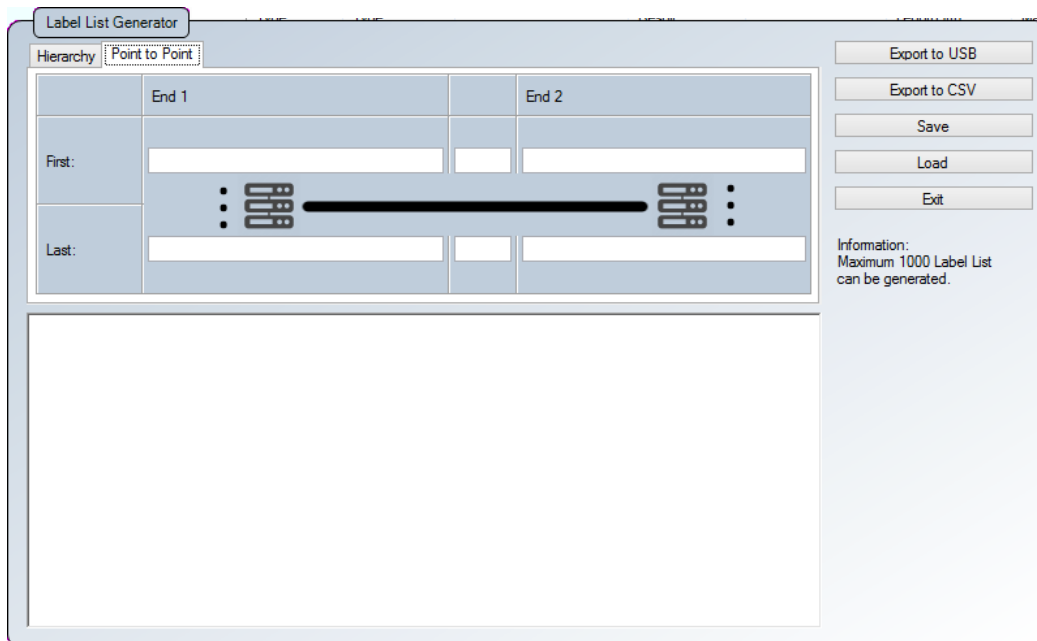 Label List Generator
Hierarchy
Point to Point
Export to USB
End 1
End 2
Export to CSV
Save
First:
Load
Exit
Last:
Information:
Maximum 1000 Label List
can be generated.